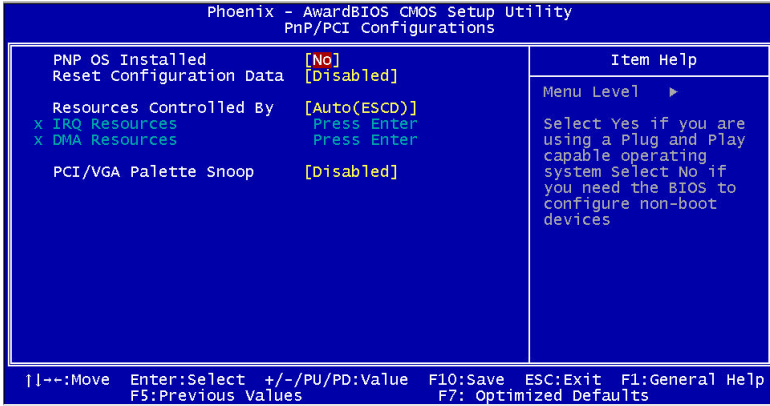 Phoenix - AwardBIOS CMOS Setup Utility
PnP/PCI Configurations
PNP OS Installed [No]
Reset Configuration Data [Disabled]
Resources Controlled By [Auto(ESCD)]
x IRQ Resources Press Enter
x DMA Resources Press Enter
PCI/VGA Palette Snoop [Disabled]
Item Help
Menu Level ▶
Select Yes if you are
using a Plug and Play
capable operating
system Select No if
you need the BIOS to
configure non-boot
devices
↑↓→←:Move Enter:Select +/-/PU/PD:Value F10:Save ESC:Exit F1:General Help
F5:Previous Values F7: Optimized Defaults